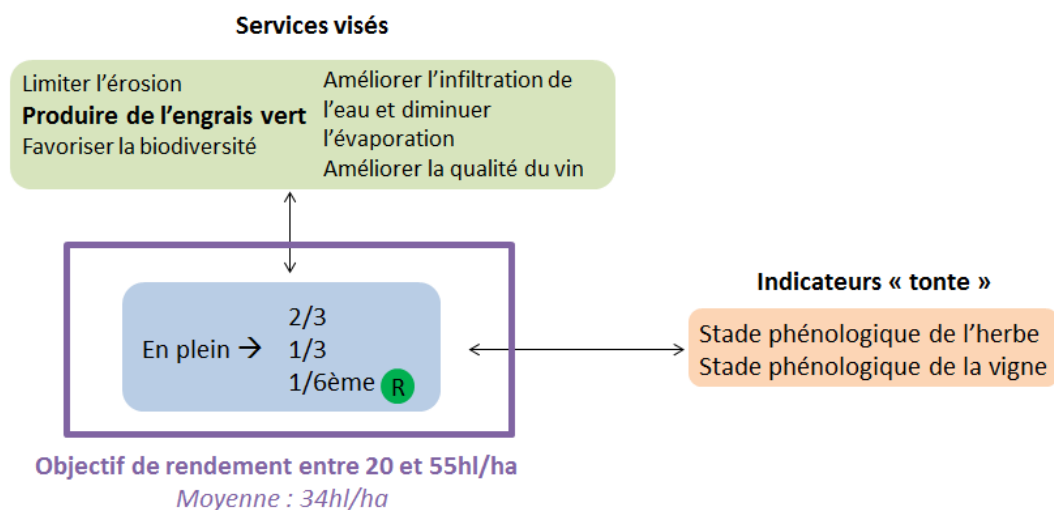 Services visés
Limiter l'érosion
Produire de l'engrais vert
Favoriser la biodiversité
Améliorer l'infiltration de
l'eau et diminuer
l'évaporation
Améliorer la qualité du vin
En plein →
2/3
1/3
1/6ème R
Objectif de rendement entre 20 et 55hl/ha
Moyenne : 34hl/ha
Indicateurs « tonte »
Stade phénologique de l'herbe
Stade phénologique de la vigne